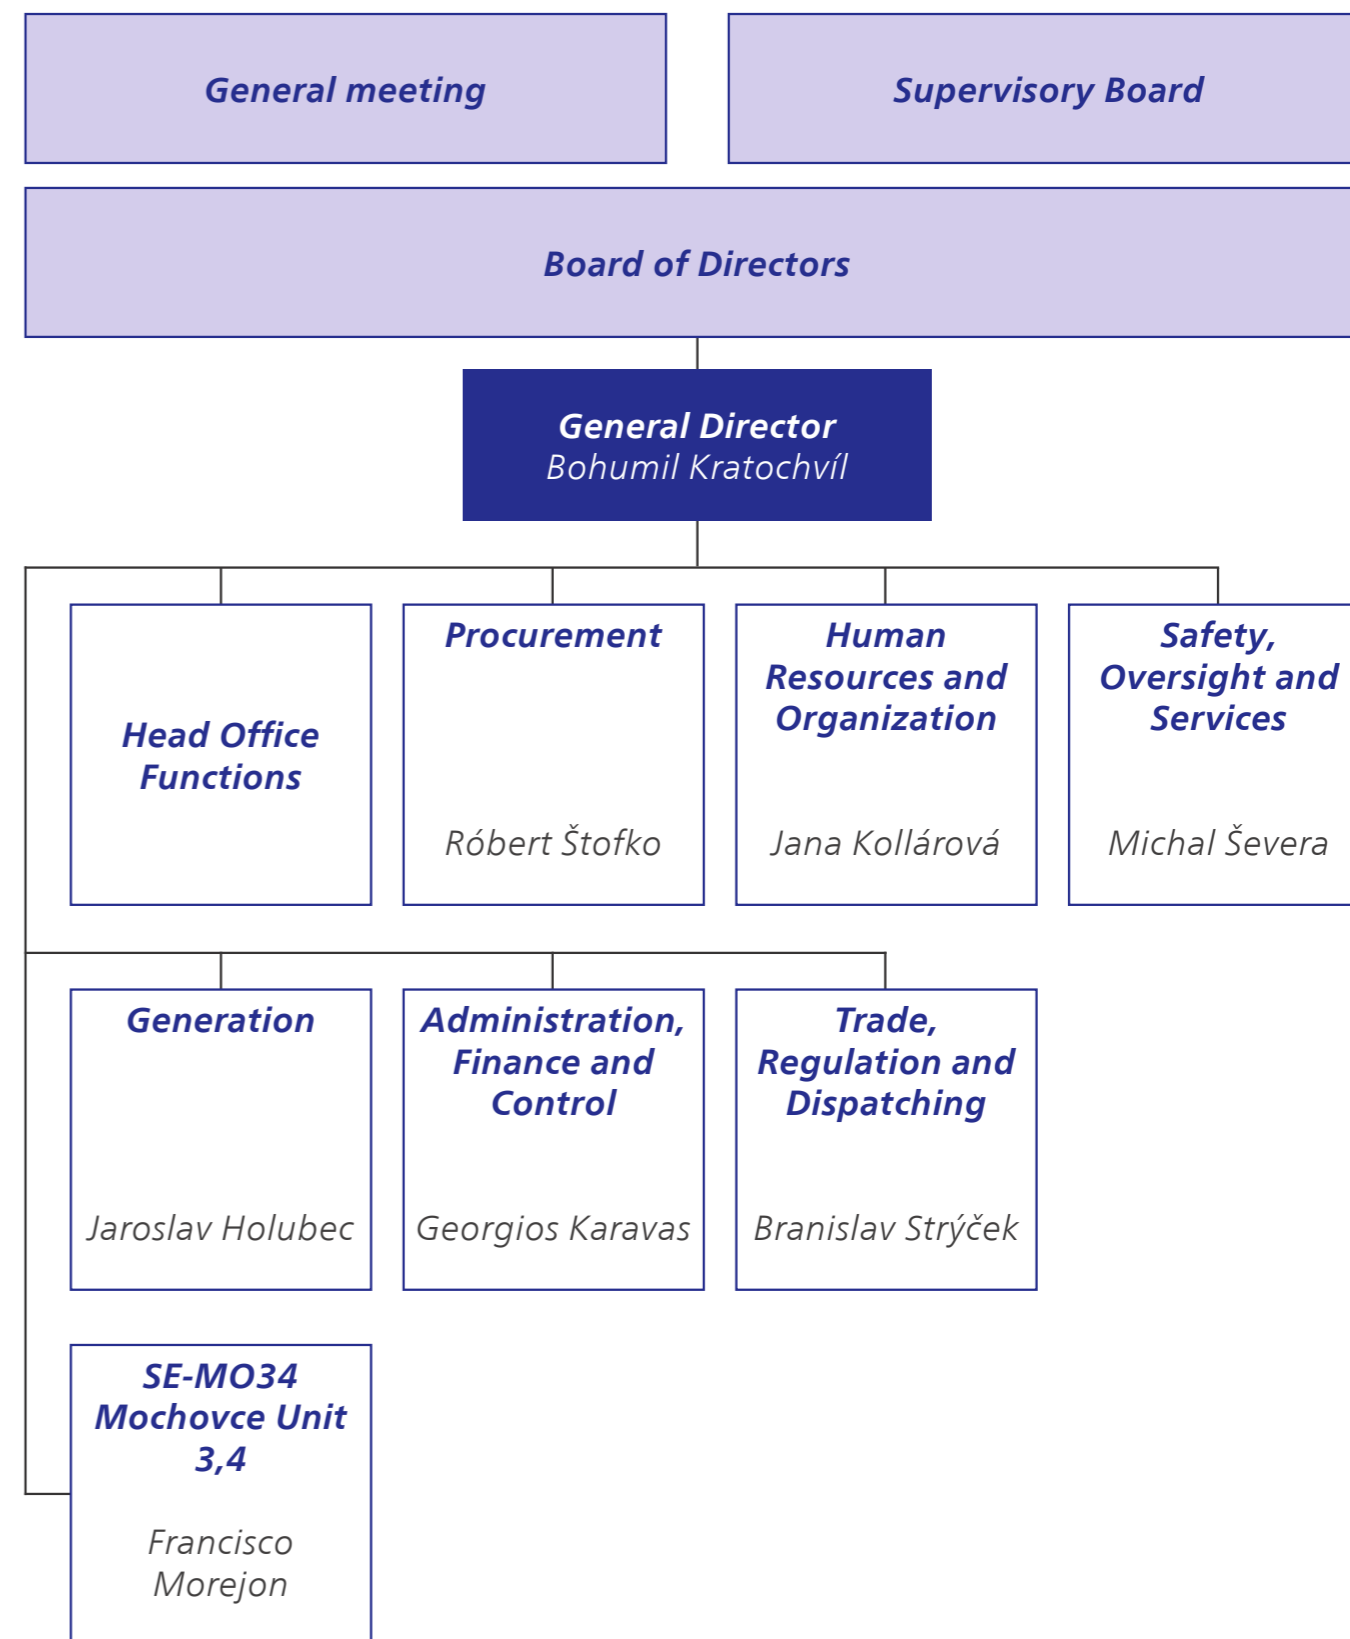 General meeting
Supervisory Board
Board of Directors
General Director
Bohumil Kratochvíl
Head Office
Functions
Procurement
Róbert Štofko
Human
Resources and
Organization
Jana Kollárová
Safety,
Oversight and
Services
Michal Ševera
Generation
Jaroslav Holubec
Administration,
Finance and
Control
Georgios Karavas
Trade,
Regulation and
Dispatching
Branislav Strýček
SE-MO34
Mochovce Unit
3,4
Francisco
Morejon